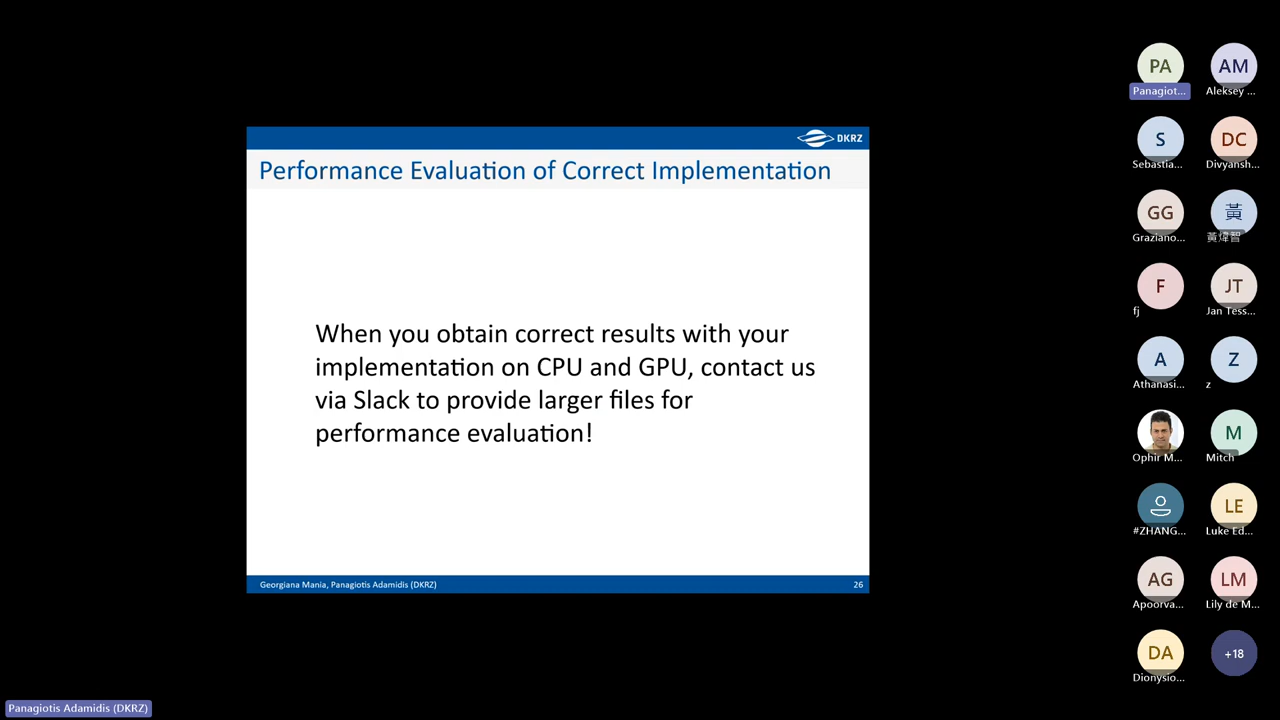 DKRZ
Performance Evaluation of Correct Implementation
When you obtain correct results with your
implementation on CPU and GPU, contact us
via Slack to provide larger files for
performance evaluation!
Georgiana Mania, Panagiotis Adamidis (DKRZ)
26
PA
Panagiot...
AM
Aleksey ...
S
Sebastia...
DC
Divyansh...
GG
Graziano...
黃
黃煒智
F
fj
JT
Jan Tess...
A
Athanasi...
Z
z
Ophir M...
M
Mitch
#ZHANG...
LE
Luke Ed...
AG
Apoorva...
LM
Lily de M...
DA
Dionysio...
+18
Panagiotis Adamidis (DKRZ)